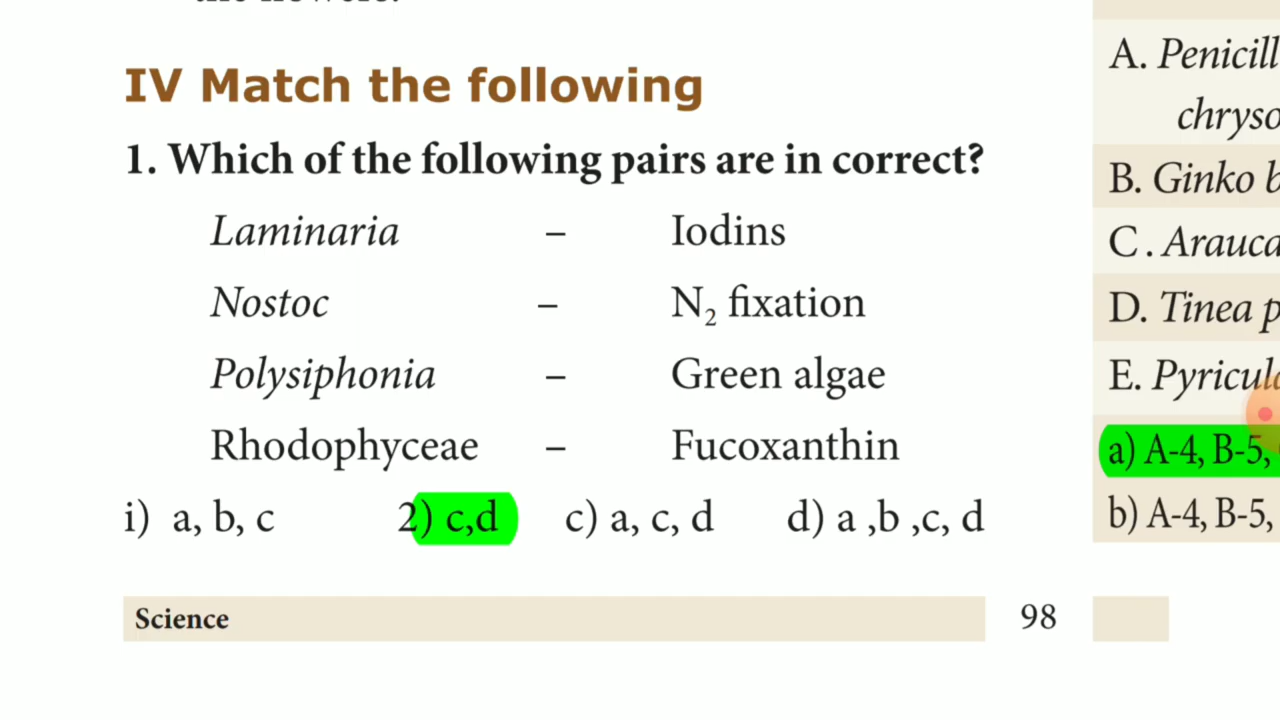 IV Match the following
1. Which of the following pairs are in correct?
Laminaria – Iodins
Nostoc – N₂ fixation
Polysiphonia – Green algae
Rhodophyceae – Fucoxanthin
i) a, b, c 2) c,d c) a, c, d d) a ,b ,c, d
Science 98
A. Penicill
chryso
B. Ginko b
C . Arauca
D. Tinea p
E. Pyricul
a) A-4, B-5,
b) A-4, B-5,